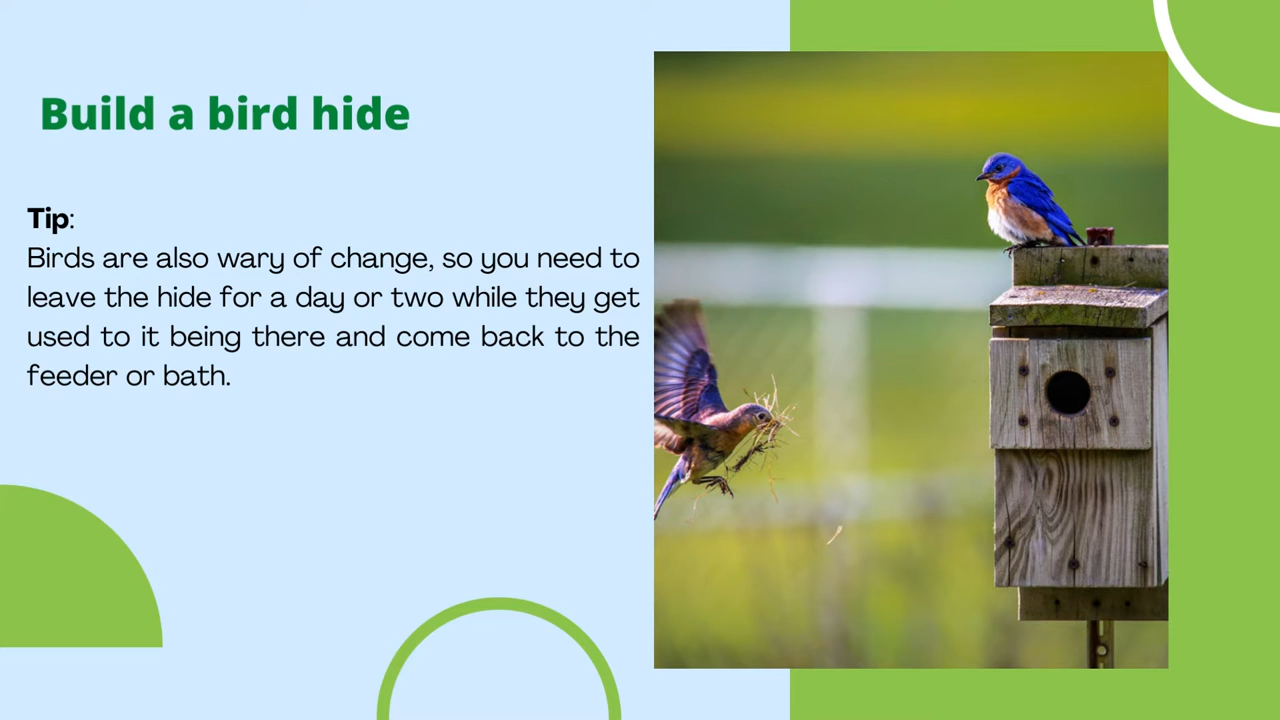 Build a bird hide
Tip:
Birds are also wary of change, so you need to
leave the hide for a day or two while they get
used to it being there and come back to the
feeder or bath.